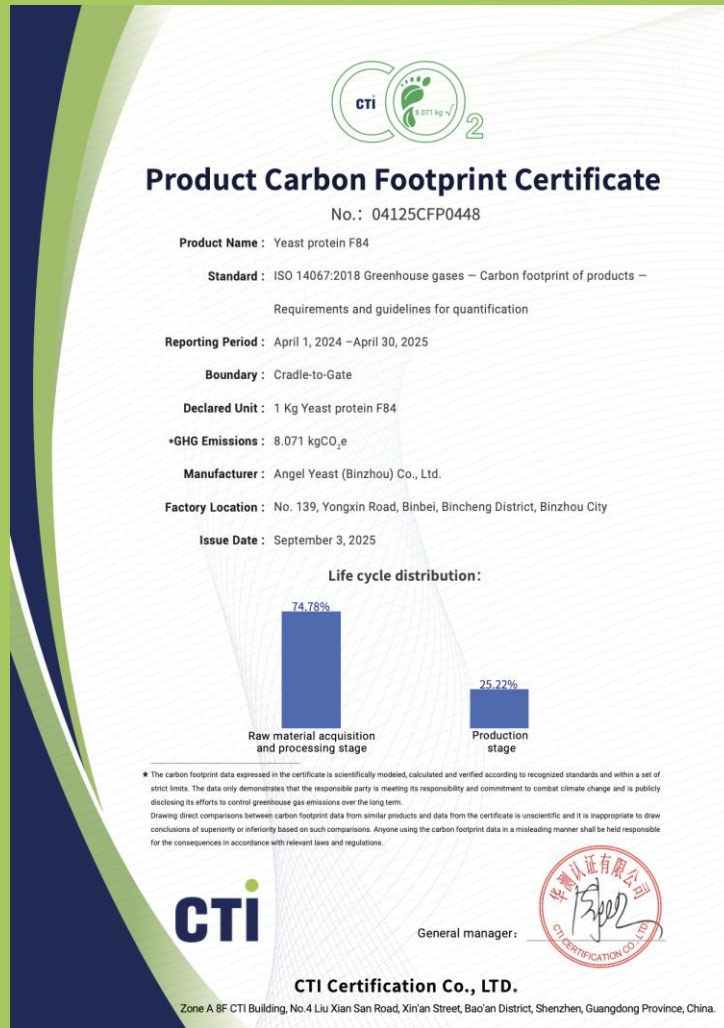 CTI
8.071 kg
2
Product Carbon Footprint Certificate
No.: 04125CFP0448
Product Name : Yeast protein F84
Standard : ISO 14067:2018 Greenhouse gases — Carbon footprint of products —
Requirements and guidelines for quantification
Reporting Period : April 1, 2024 –April 30, 2025
Boundary : Cradle-to-Gate
Declared Unit : 1 Kg Yeast protein F84
*GHG Emissions : 8.071 kgCO₂e
Manufacturer : Angel Yeast (Binzhou) Co., Ltd.
Factory Location : No. 139, Yongxin Road, Binbei, Bincheng District, Binzhou City
Issue Date : September 3, 2025
Life cycle distribution:
74.78%
25.22%
Raw material acquisition
and processing stage
Production
stage
* The carbon footprint data expressed in the certificate is scientifically modeled, calculated and verified according to recognized standards and within a set of
strict limits. The data only demonstrates that the responsible party is meeting its responsibility and commitment to combat climate change and is publicly
disclosing its efforts to control greenhouse gas emissions over the long term.
Drawing direct comparisons between carbon footprint data from similar products and data from the certificate is unscientific and it is inappropriate to draw
conclusions of superiority or inferiority based on such comparisons. Anyone using the carbon footprint data in a misleading manner shall be held responsible
for the consequences in accordance with relevant laws and regulations.
CTI
General manager:
华测认证有限公司
CTI CERTIFICATION CO., LTD
CTI Certification Co., LTD.
Zone A 8F CTI Building, No.4 Liu Xian San Road, Xin'an Street, Bao'an District, Shenzhen, Guangdong Province, China.